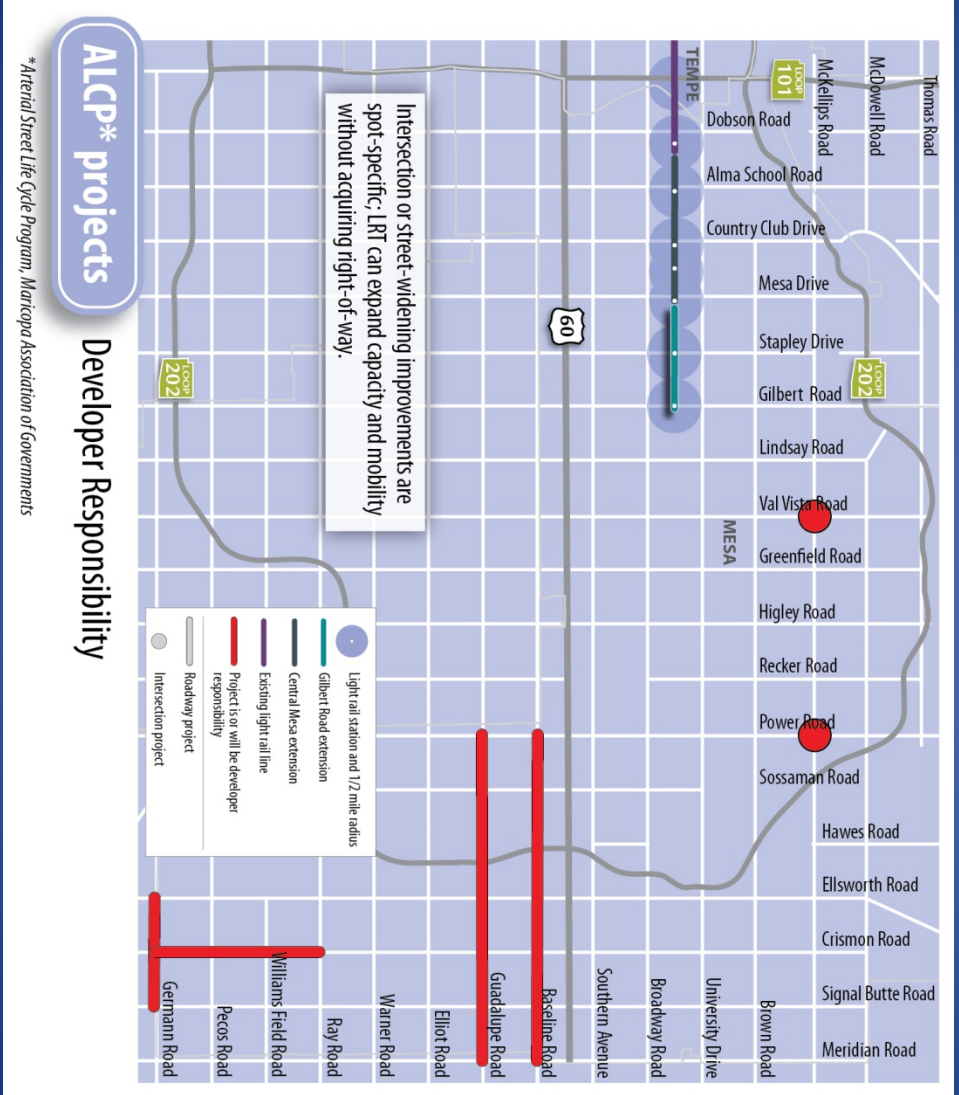 ALCP* projects
Developer Responsibility
*Arterial Street Life Cycle Program, Maricopa Association of Governments
Thomas Road
McDowell Road
McKellips Road
LOOP
101
TEMPE
Dobson Road
Alma School Road
Country Club Drive
Mesa Drive
Stapley Drive
Gilbert Road
LOOP
202
Lindsay Road
Val Vista Road
MESA
Greenfield Road
Higley Road
Recker Road
Power Road
Sossaman Road
Hawes Road
Ellsworth Road
Crismon Road
Signal Butte Road
Meridian Road
Brown Road
University Drive
Broadway Road
Southern Avenue
60
Baseline Road
Guadalupe Road
Elliot Road
Warner Road
Ray Road
Williams Field Road
Pecos Road
Germann Road
LOOP
202
Intersection or street-widening improvements are
spot-specific; LRT can expand capacity and mobility
without acquiring right-of-way.
Light rail station and 1/2 mile radius
Gilbert Road extension
Central Mesa extension
Existing light rail line
Project is or will be developer
responsibility
Roadway project
Intersection project